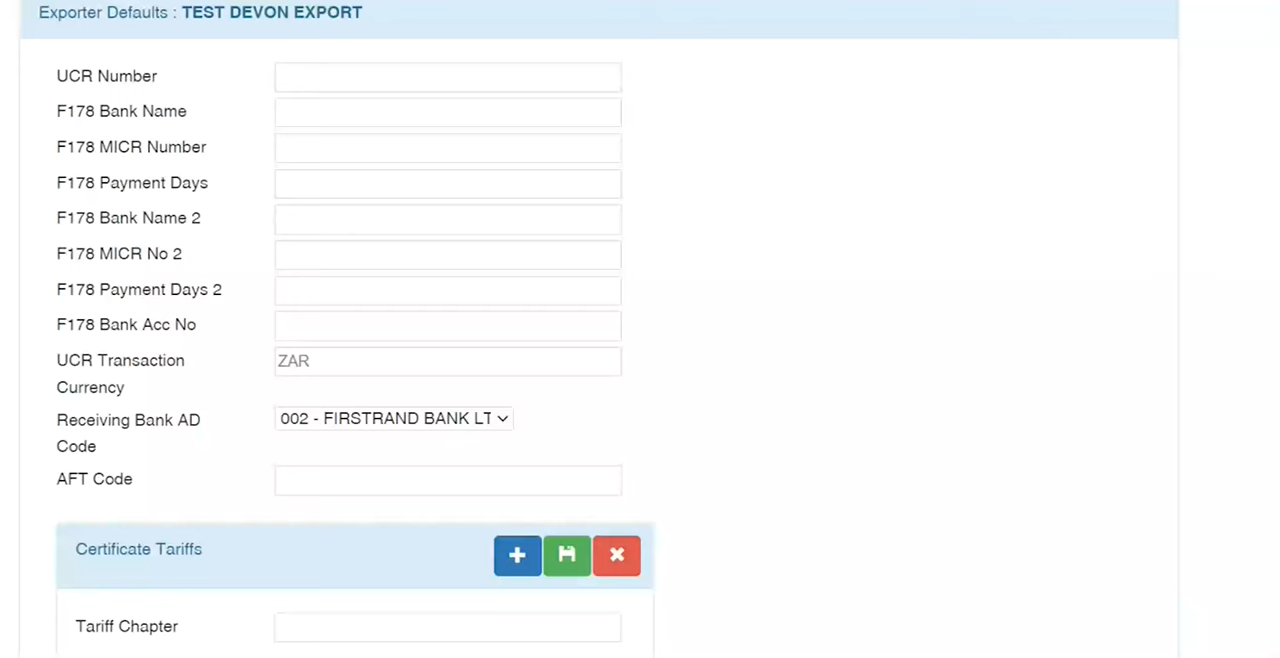 Exporter Defaults : TEST DEVON EXPORT
UCR Number
F178 Bank Name
F178 MICR Number
F178 Payment Days
F178 Bank Name 2
F178 MICR No 2
F178 Payment Days 2
F178 Bank Acc No
UCR Transaction
Currency
ZAR
Receiving Bank AD
Code
002 - FIRSTRAND BANK LT
AFT Code
Certificate Tariffs
Tariff Chapter